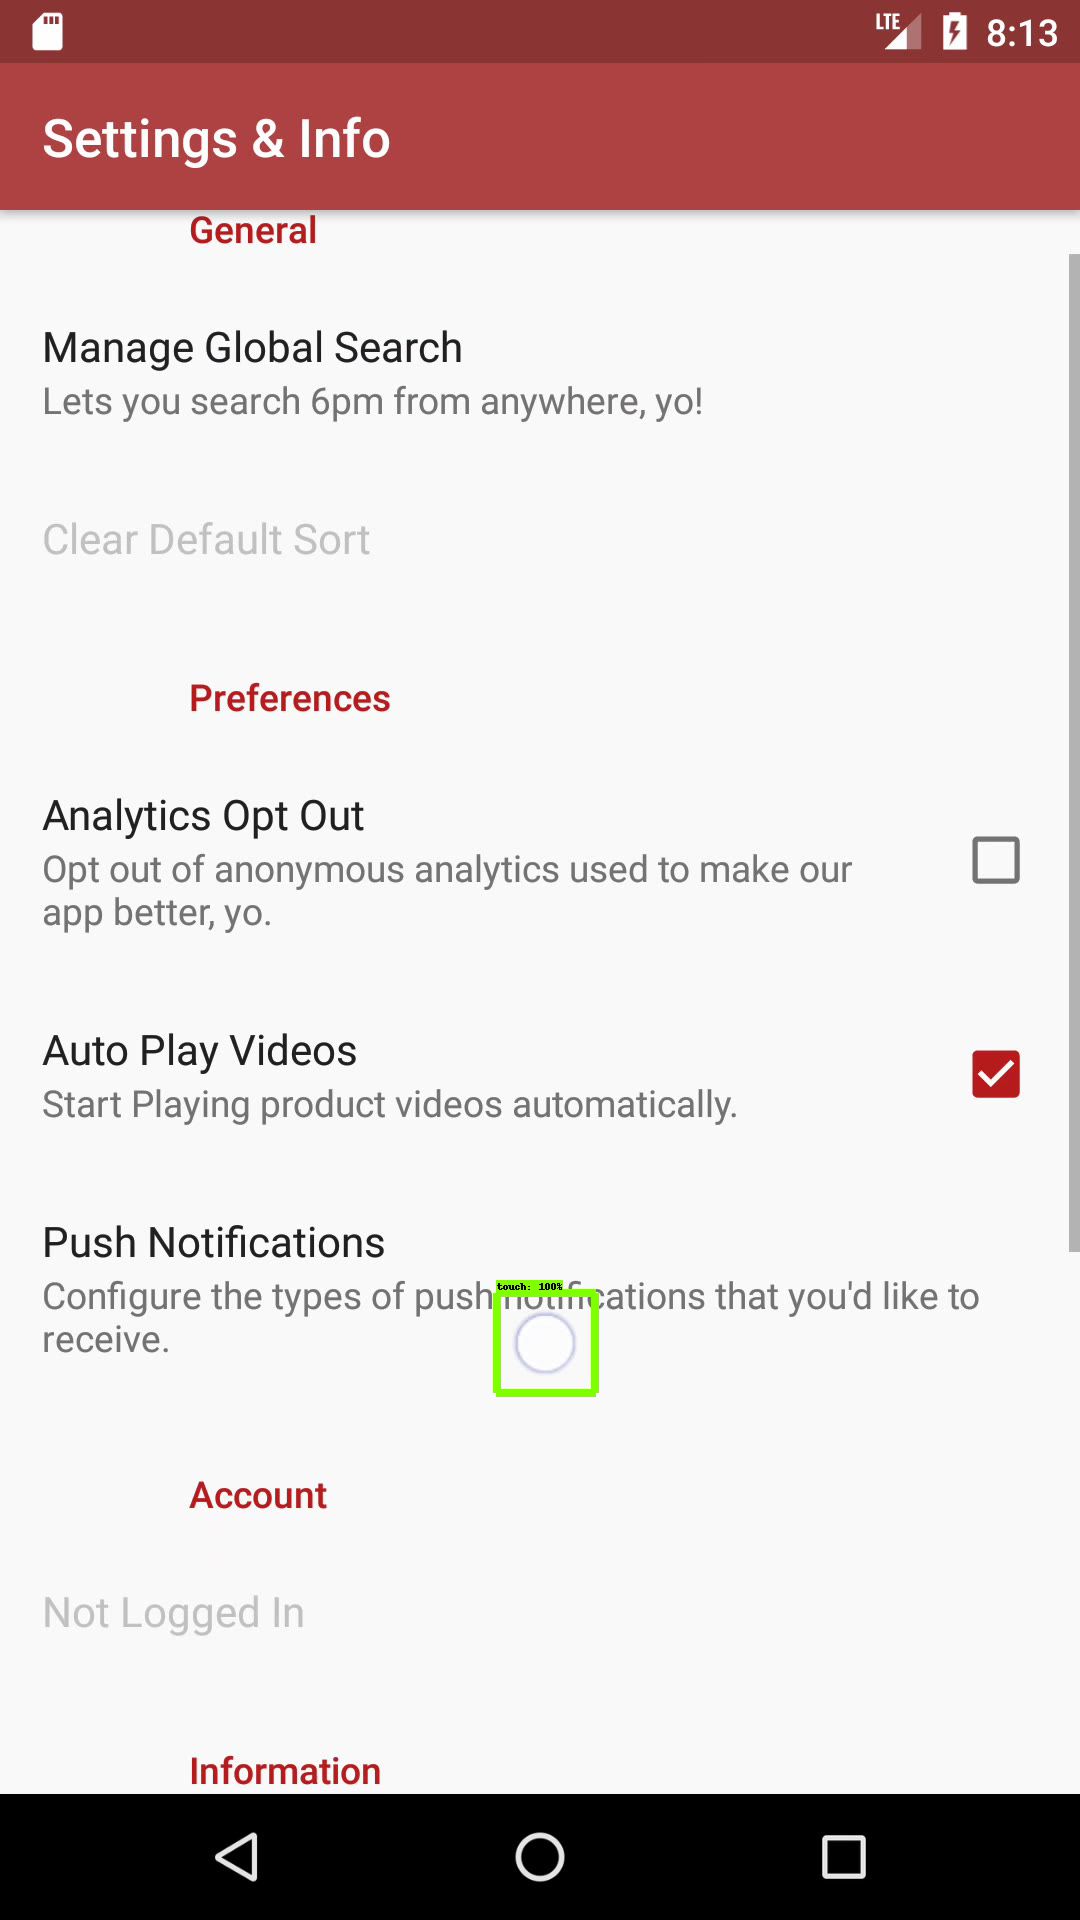 LTE 8:13
Settings & Info
General
Manage Global Search
Lets you search 6pm from anywhere, yo!
Clear Default Sort
Preferences
Analytics Opt Out
Opt out of anonymous analytics used to make our
app better, yo.
Auto Play Videos
Start Playing product videos automatically.
Push Notifications
touch: 100%
Configure the types of push notifications that you'd like to
receive.
Account
Not Logged In
Information